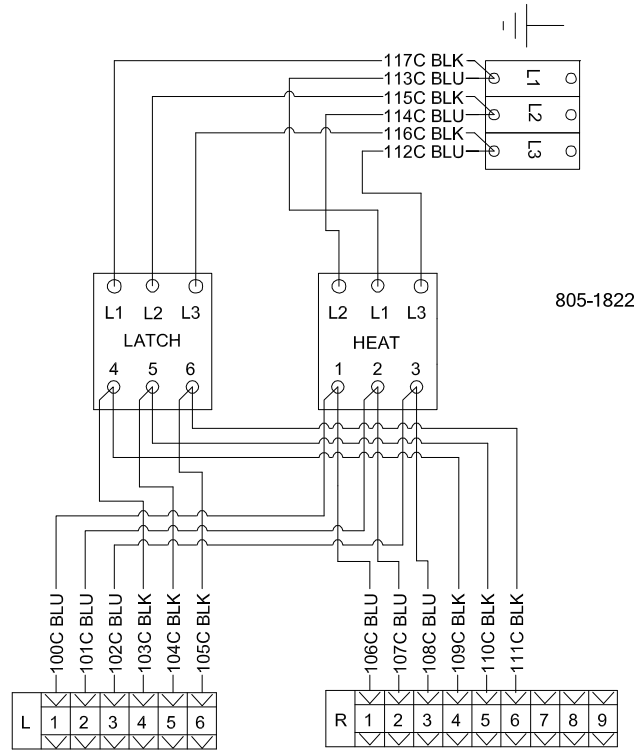 117C BLK
113C BLU
115C BLK
114C BLU
116C BLK
112C BLU
L1
L2
L3
L1 L2 L3
LATCH
4 5 6
L2 L1 L3
HEAT
1 2 3
805-1822
100C BLU
101C BLU
102C BLU
103C BLK
104C BLK
105C BLK
106C BLU
107C BLU
108C BLU
109C BLK
110C BLK
111C BLK
L 1 2 3 4 5 6
R 1 2 3 4 5 6 7 8 9